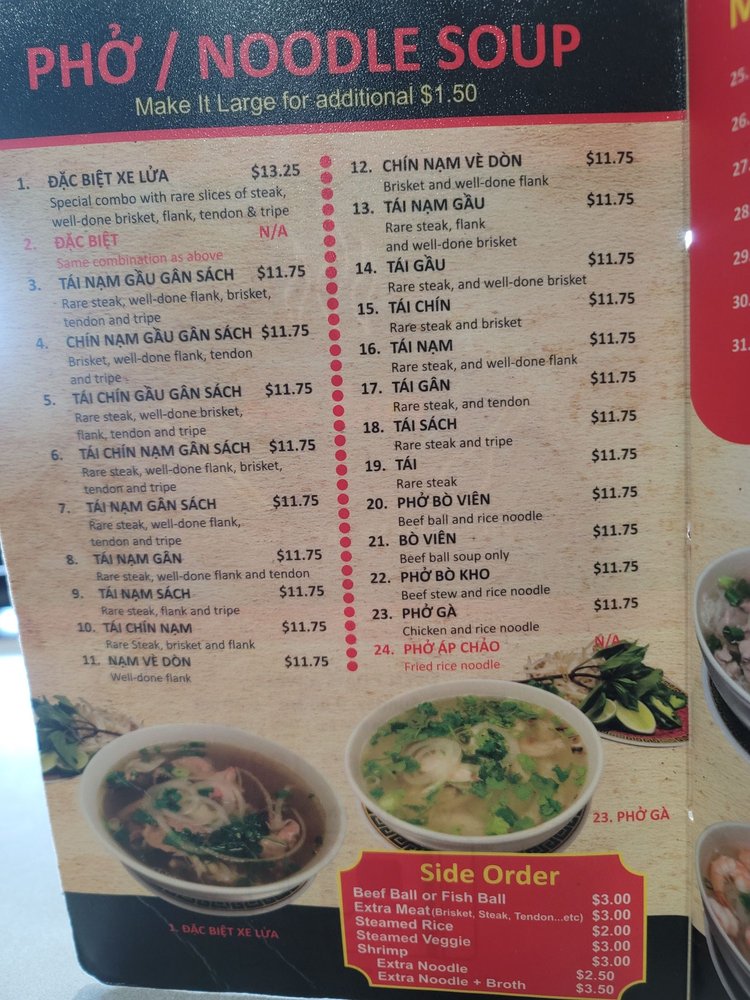 PHỞ / NOODLE SOUP
Make It Large for additional $1.50
1. ĐẶC BIỆT XE LỬA $13.25
Special combo with rare slices of steak,
well-done brisket, flank, tendon & tripe
2. ĐẶC BIỆT N/A
Same combination as above
3. TÁI NẠM GẦU GÂN SÁCH $11.75
Rare steak, well-done flank, brisket,
tendon and tripe
4. CHÍN NẠM GẦU GÂN SÁCH $11.75
Brisket, well-done flank, tendon
and tripe
5. TÁI CHÍN GẦU GÂN SÁCH $11.75
Rare steak, well-done brisket,
flank, tendon and tripe
6. TÁI CHÍN NẠM GÂN SÁCH $11.75
Rare steak, well-done flank, brisket,
tendon and tripe
7. TÁI NẠM GÂN SÁCH $11.75
Rare steak, well-done flank,
tendon and tripe
8. TÁI NẠM GÂN $11.75
Rare steak, well-done flank and tendon
9. TÁI NẠM SÁCH $11.75
Rare steak, flank and tripe
10. TÁI CHÍN NẠM $11.75
Rare Steak, brisket and flank
11. NẠM VÈ DÒN $11.75
Well-done flank
12. CHÍN NẠM VÈ DÒN $11.75
Brisket and well-done flank
13. TÁI NẠM GẦU $11.75
Rare steak, flank
and well-done brisket
14. TÁI GẦU $11.75
Rare steak, and well-done brisket
15. TÁI CHÍN $11.75
Rare steak and brisket
16. TÁI NẠM $11.75
Rare steak, and well-done flank
17. TÁI GÂN $11.75
Rare steak, and tendon
18. TÁI SÁCH $11.75
Rare steak and tripe
19. TÁI $11.75
Rare steak
20. PHỞ BÒ VIÊN $11.75
Beef ball and rice noodle
21. BÒ VIÊN $11.75
Beef ball soup only
22. PHỞ BÒ KHO $11.75
Beef stew and rice noodle
23. PHỞ GÀ $11.75
Chicken and rice noodle
24. PHỞ ÁP CHẢO N/A
Fried rice noodle
23. PHỞ GÀ
1. ĐẶC BIỆT XE LỬA
Side Order
Beef Ball or Fish Ball $3.00
Extra Meat (Brisket, Steak, Tendon...etc) $3.00
Steamed Rice $2.00
Steamed Veggie $3.00
Shrimp $3.00
Extra Noodle $2.50
Extra Noodle + Broth $3.50
25.
26.
27.
28.
29.
30.
31.